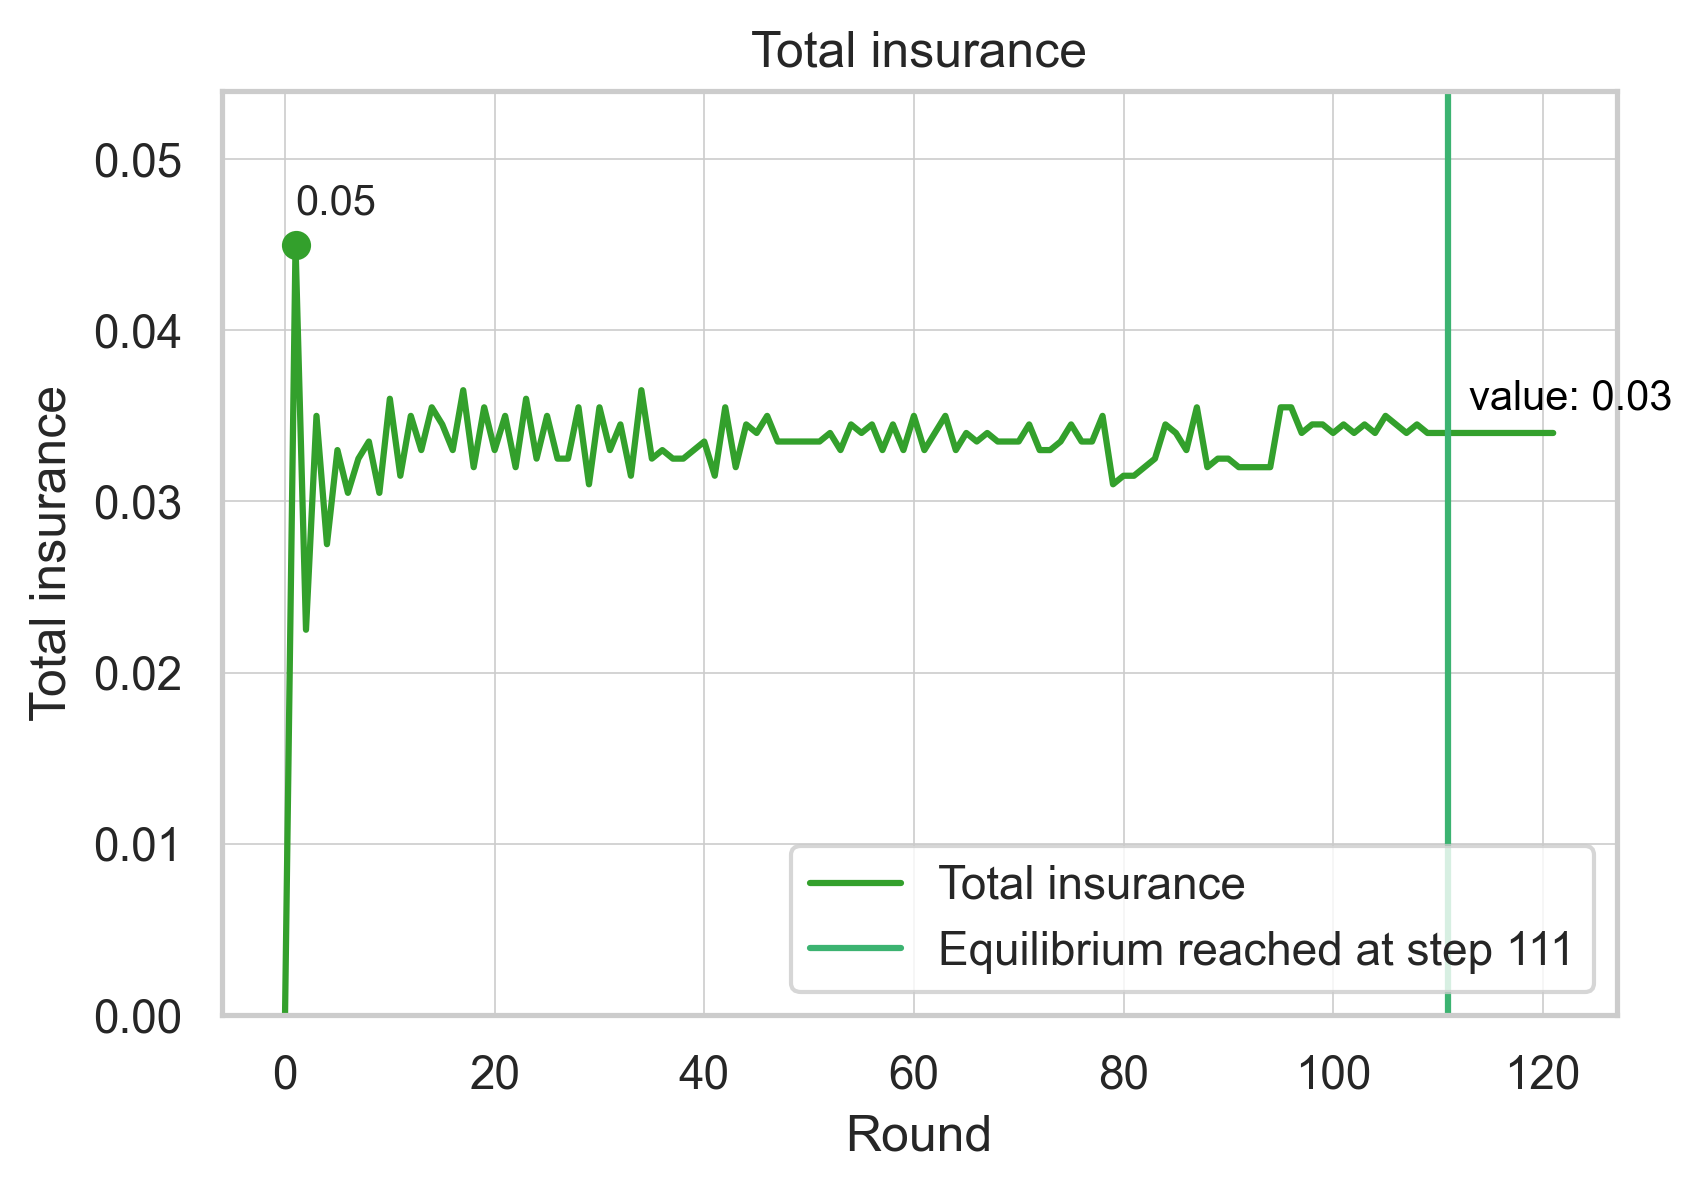 Total insurance
0.05
0.05
0.04
value: 0.03
0.03
0.02
0.01
0.00
Total insurance
Total insurance
Equilibrium reached at step 111
0 20 40 60 80 100 120
Round